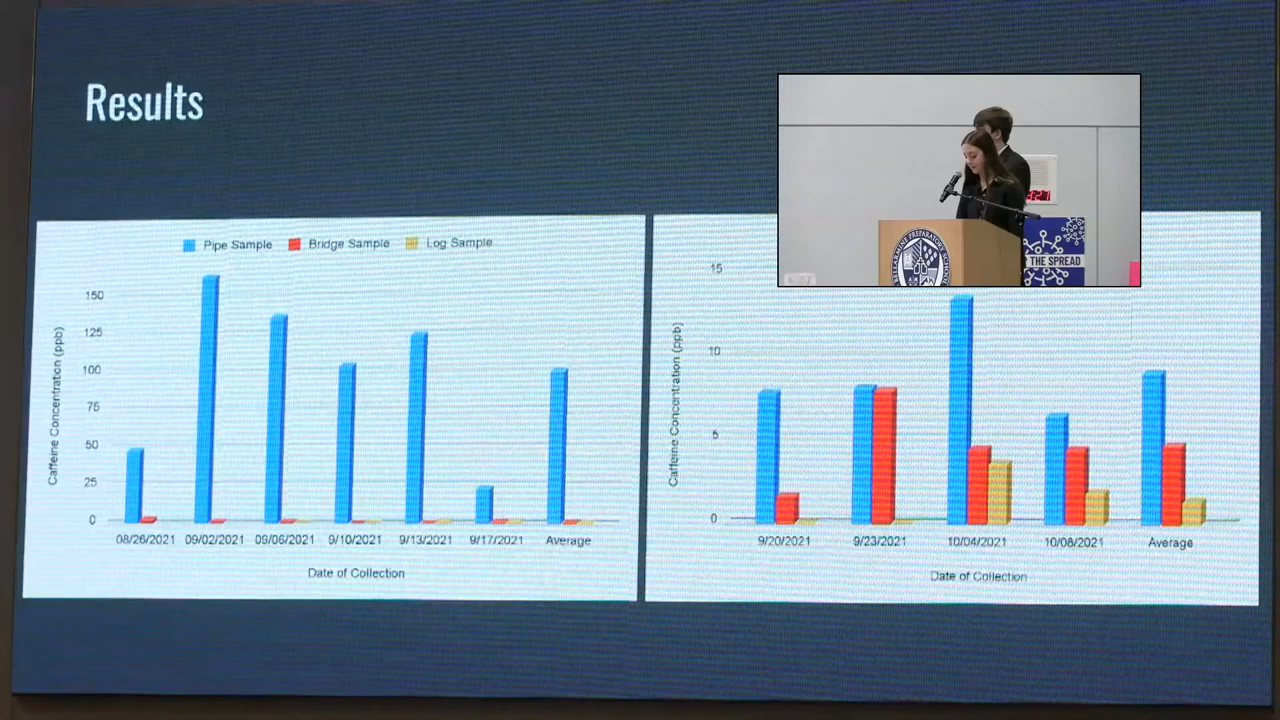 Results
Pipe Sample Bridge Sample Log Sample
Caffeine Concentration (ppb)
150
125
100
75
50
25
0
08/26/2021 09/02/2021 09/06/2021 9/10/2021 9/13/2021 9/17/2021 Average
Date of Collection
Caffeine Concentration (ppb)
15
10
5
0
9/20/2021 9/23/2021 10/04/2021 10/08/2021 Average
Date of Collection
THE SPREAD